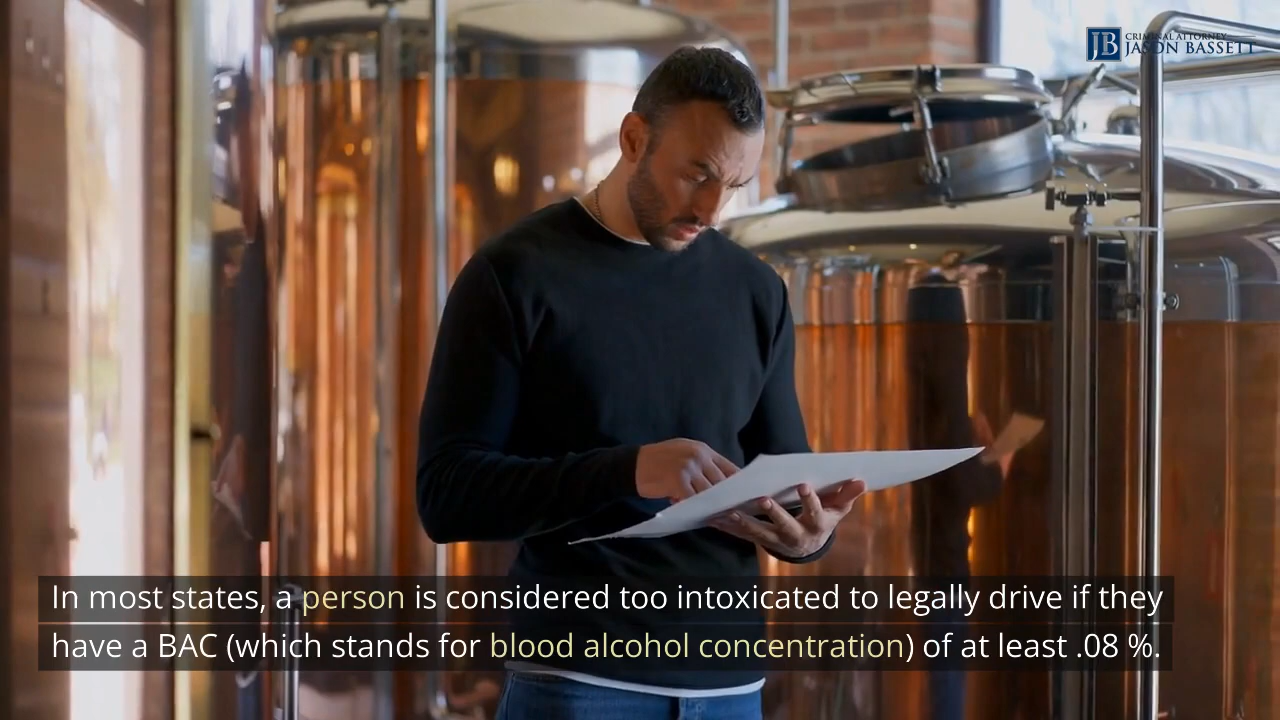 JB CRIMINAL ATTORNEY
JASON BASSETT
In most states, a person is considered too intoxicated to legally drive if they
have a BAC (which stands for blood alcohol concentration) of at least .08 %.